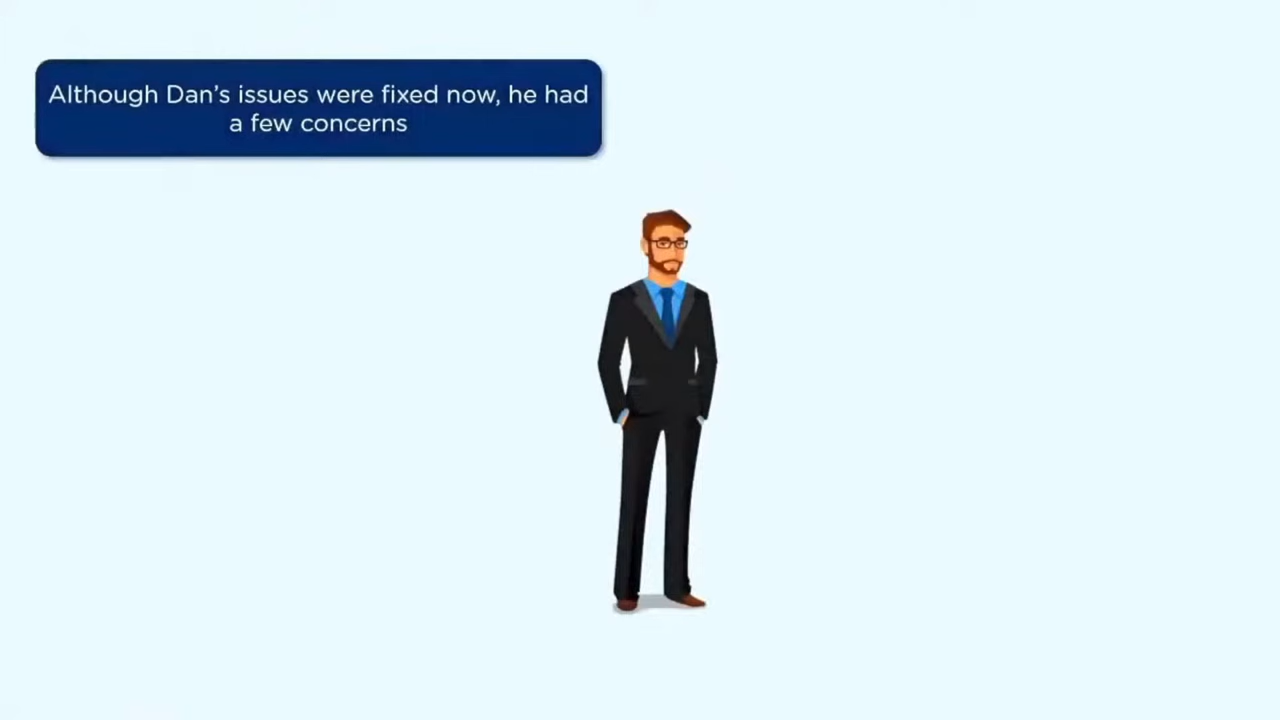 Although Dan’s issues were fixed now, he had
a few concerns